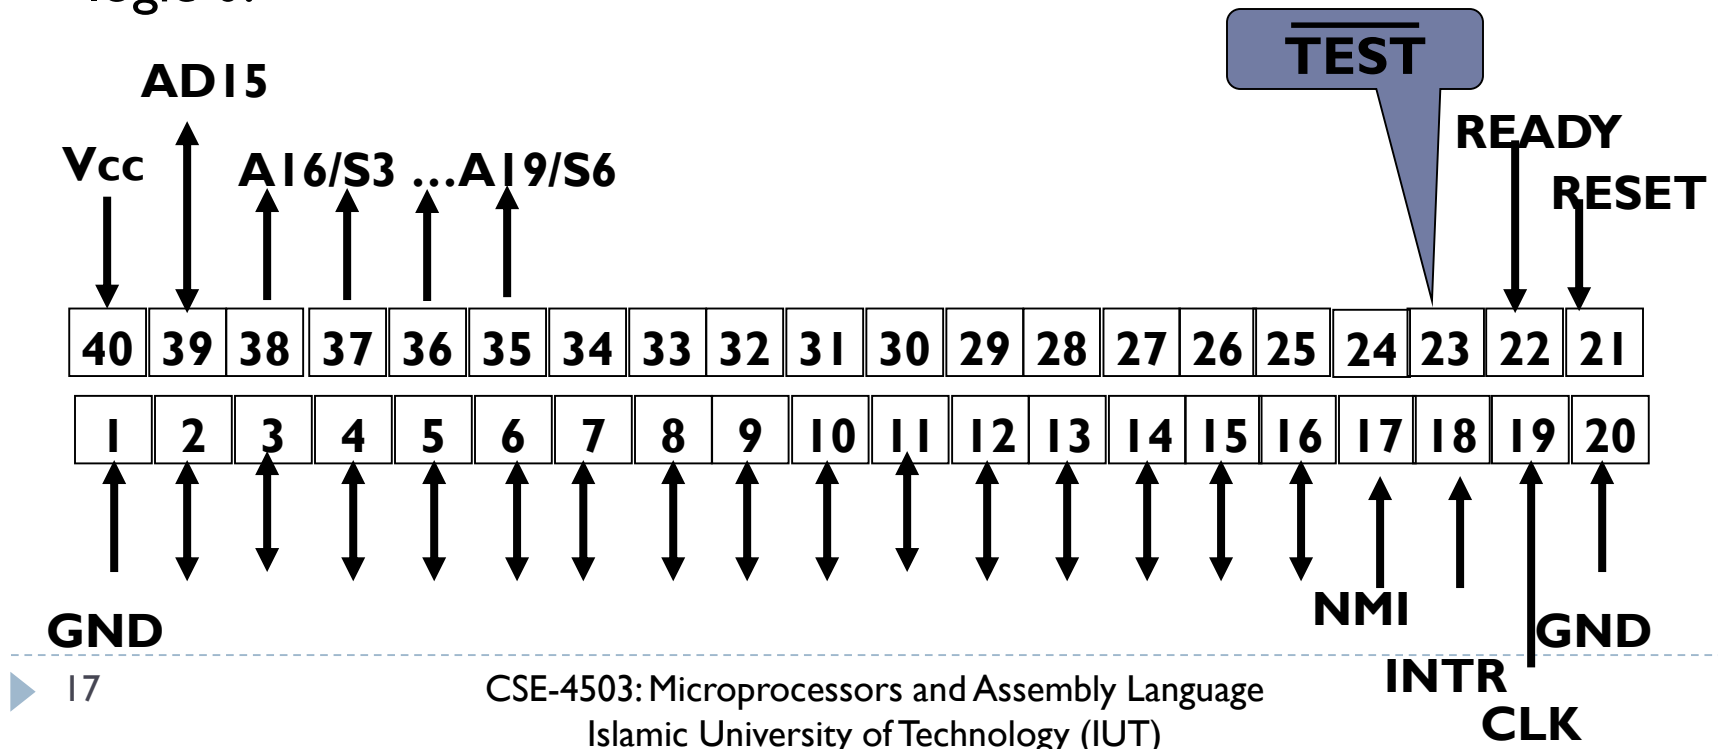 logic 0.
TEST
AD15
READY
Vcc
A16/S3 ...A19/S6
RESET
40 39 38 37 36 35 34 33 32 31 30 29 28 27 26 25 24 23 22 21
1 2 3 4 5 6 7 8 9 10 11 12 13 14 15 16 17 18 19 20
NMI
GND
GND
INTR
CLK
17
CSE-4503: Microprocessors and Assembly Language
Islamic University of Technology (IUT)